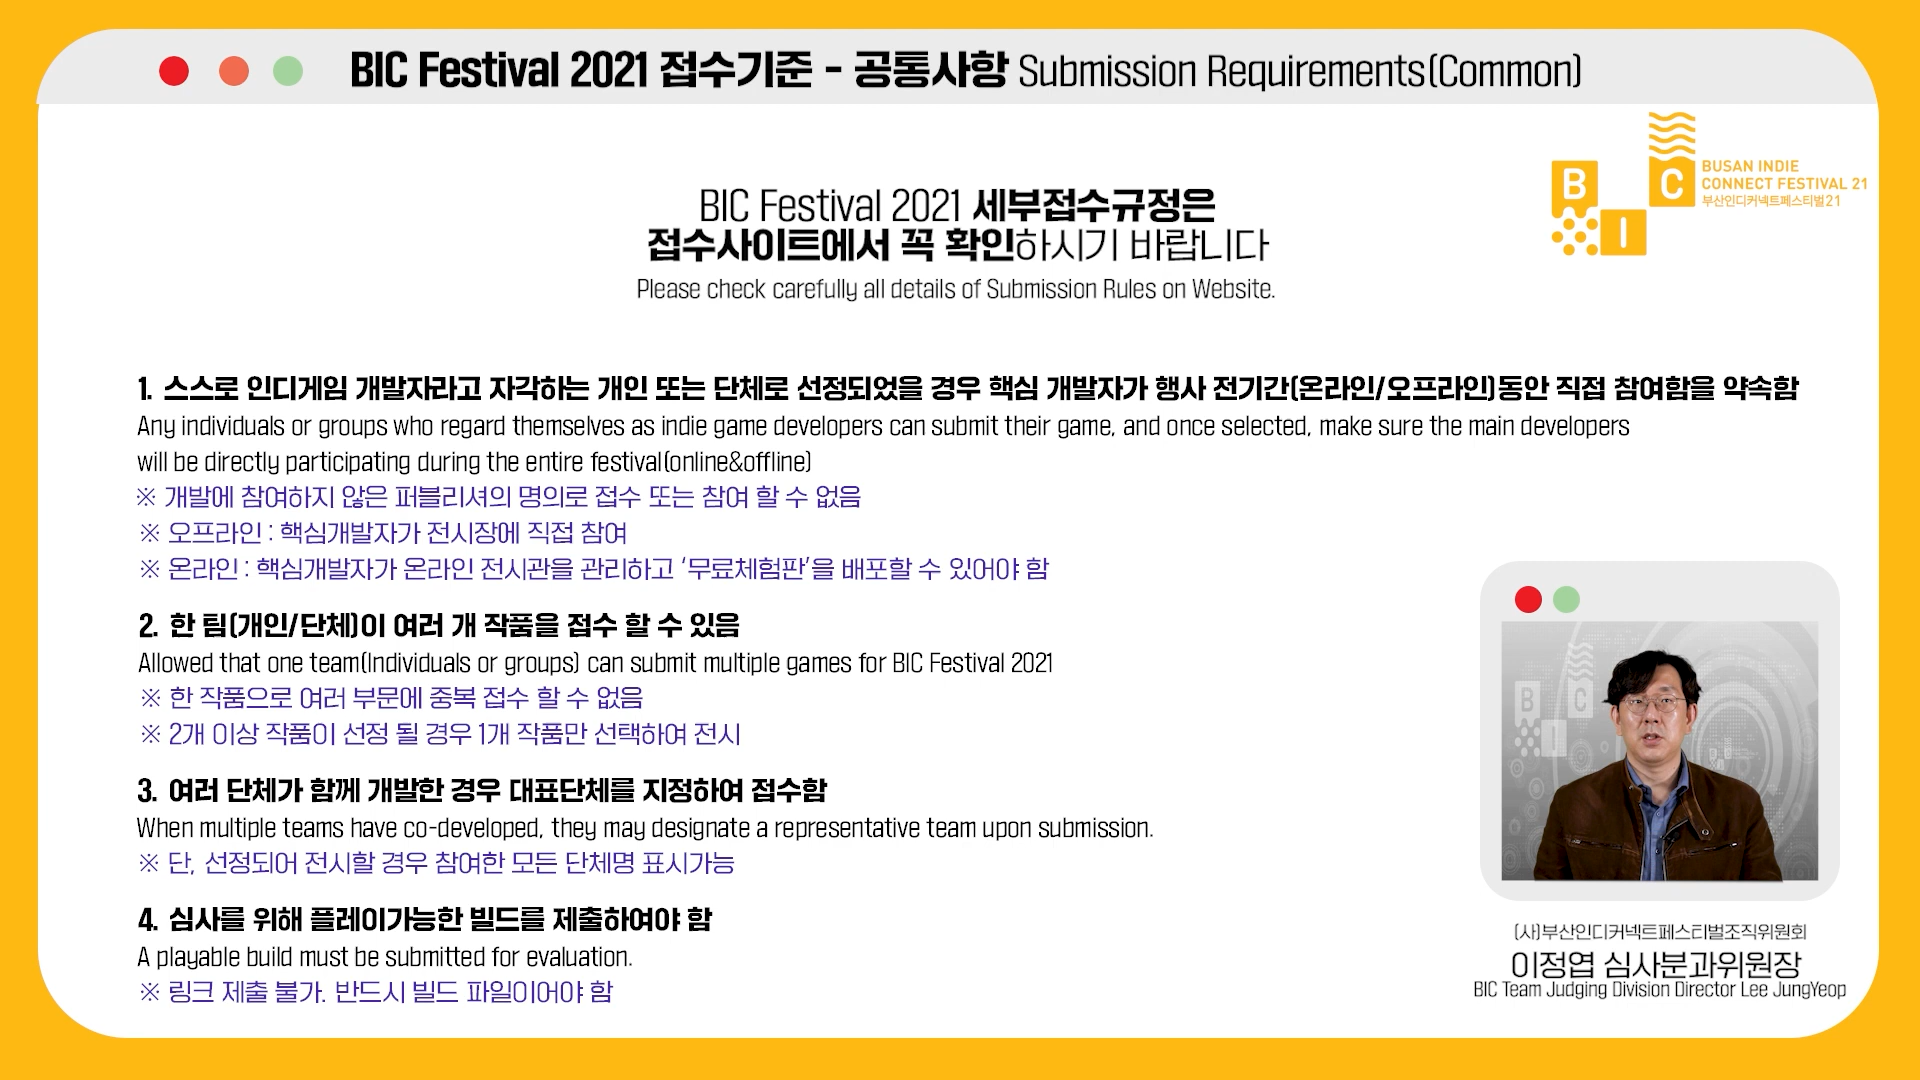 BIC Festival 2021 접수기준 - 공통사항 Submission Requirements(Common)
B
C
I
BUSAN INDIE
CONNECT FESTIVAL 21
부산인디커넥트페스티벌21
BIC Festival 2021 세부접수규정은
접수사이트에서 꼭 확인하시기 바랍니다
Please check carefully all details of Submission Rules on Website.
1. 스스로 인디게임 개발자라고 자각하는 개인 또는 단체로 선정되었을 경우 핵심 개발자가 행사 전기간(온라인/오프라인)동안 직접 참여함을 약속함
Any individuals or groups who regard themselves as indie game developers can submit their game, and once selected, make sure the main developers
will be directly participating during the entire festival(online&offline)
※ 개발에 참여하지 않은 퍼블리셔의 명의로 접수 또는 참여 할 수 없음
※ 오프라인 : 핵심개발자가 전시장에 직접 참여
※ 온라인 : 핵심개발자가 온라인 전시관을 관리하고 ‘무료체험판’을 배포할 수 있어야 함
2. 한 팀(개인/단체)이 여러 개 작품을 접수 할 수 있음
Allowed that one team(Individuals or groups) can submit multiple games for BIC Festival 2021
※ 한 작품으로 여러 부문에 중복 접수 할 수 없음
※ 2개 이상 작품이 선정 될 경우 1개 작품만 선택하여 전시
3. 여러 단체가 함께 개발한 경우 대표단체를 지정하여 접수함
When multiple teams have co-developed, they may designate a representative team upon submission.
※ 단, 선정되어 전시할 경우 참여한 모든 단체명 표시가능
4. 심사를 위해 플레이가능한 빌드를 제출하여야 함
A playable build must be submitted for evaluation.
※ 링크 제출 불가. 반드시 빌드 파일이어야 함
B
C
I
(사)부산인디커넥트페스티벌조직위원회
이정엽 심사분과위원장
BIC Team Judging Division Director Lee JungYeop